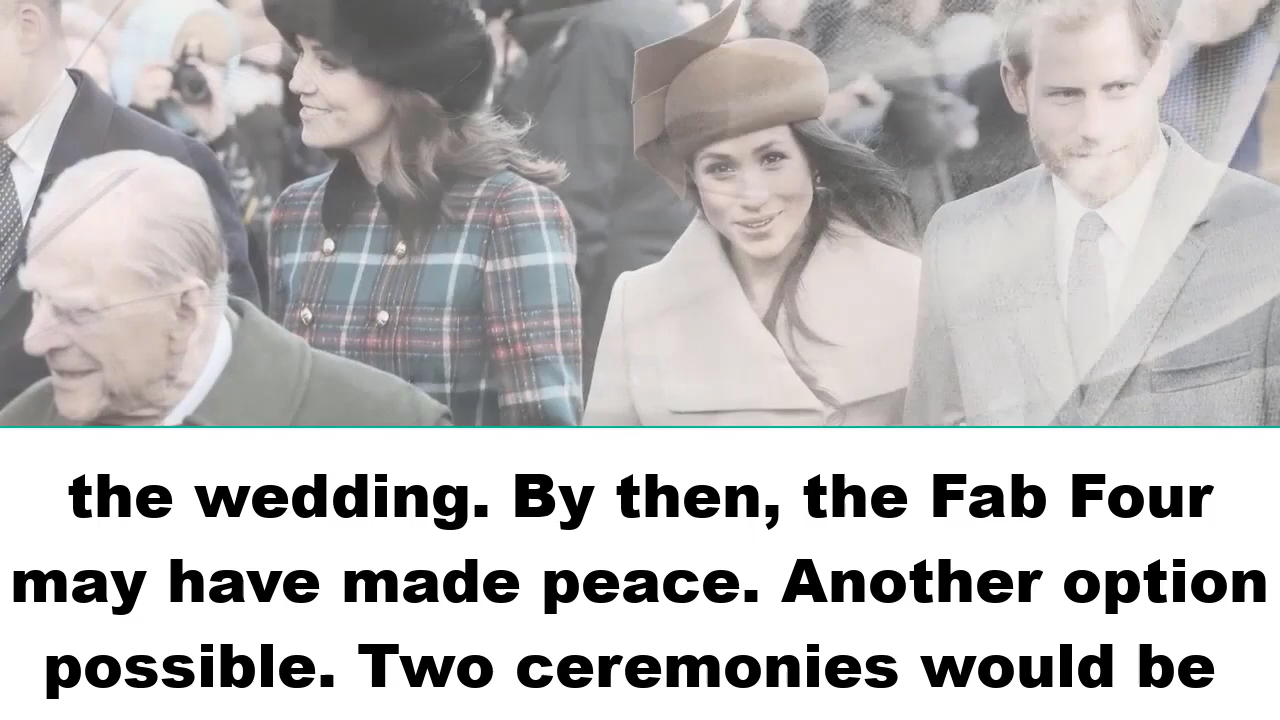 the wedding. By then, the Fab Four
may have made peace. Another option
possible. Two ceremonies would be